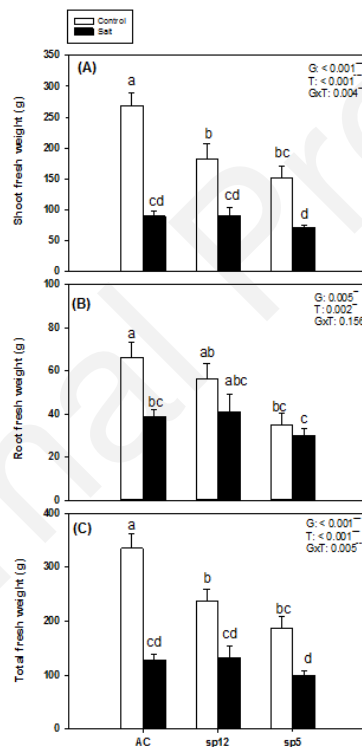 Control
Salt
(A)
G: < 0.001
T: < 0.001
GxT: 0.004
a
b
bc
cd
cd
d
Shoot fresh weight (g)
350
300
250
200
150
100
50
0
(B)
G: 0.005
T: 0.002
GxT: 0.156
a
ab
abc
bc
bc
c
Root fresh weight (g)
100
80
60
40
20
0
(C)
G: < 0.001
T: < 0.001
GxT: 0.005
a
b
bc
cd
cd
d
Total fresh weight (g)
400
300
200
100
0
AC sp12 sp5